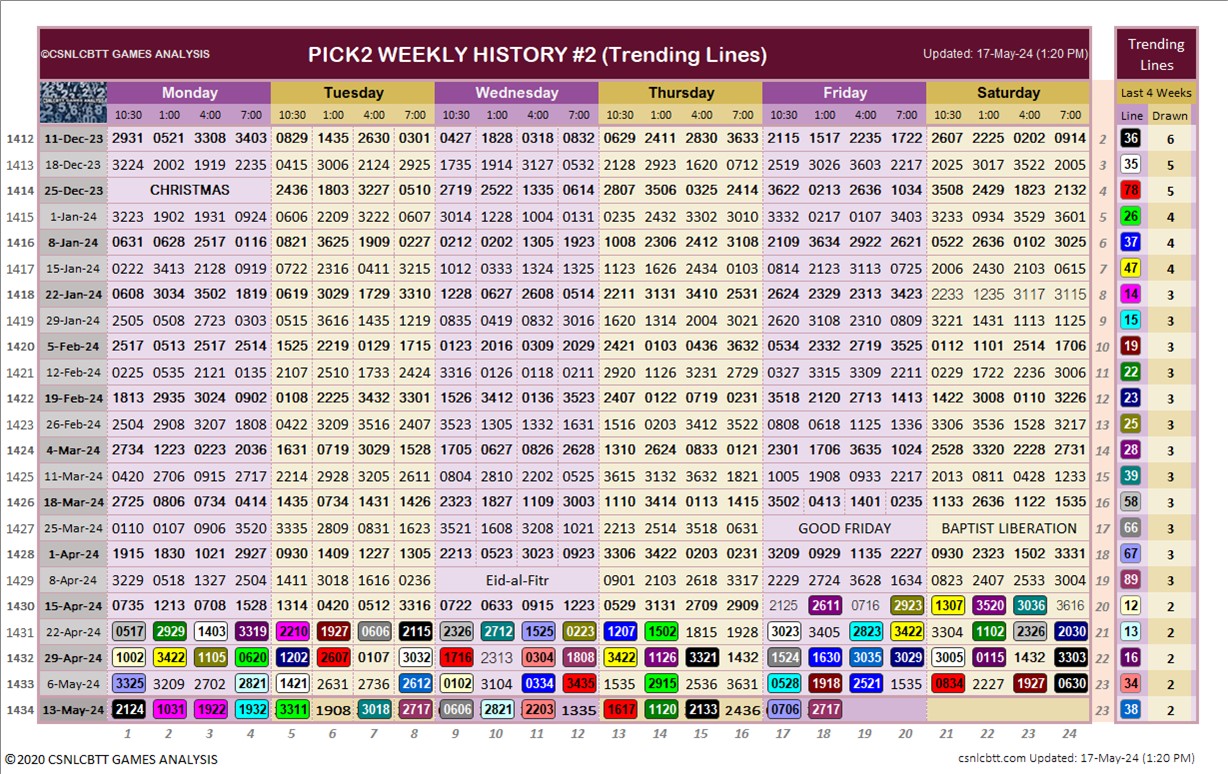 ©CSNLCBTT GAMES ANALYSIS PICK2 WEEKLY HISTORY #2 (Trending Lines) Updated: 17-May-24 (1:20 PM) Trending Lines
Monday Tuesday Wednesday Thursday Friday Saturday Last 4 Weeks
10:30 1:00 4:00 7:00 10:30 1:00 4:00 7:00 10:30 1:00 4:00 7:00 10:30 1:00 4:00 7:00 10:30 1:00 4:00 7:00 10:30 1:00 4:00 7:00 Line Drawn
1412 11-Dec-23 2931 0521 3308 3403 0829 1435 2630 0301 0427 1828 0318 0832 0629 2411 2830 3633 2115 1517 2235 1722 2607 2225 0202 0914 2 36 6
1413 18-Dec-23 3224 2002 1919 2235 0415 3006 2124 2925 1735 1914 3127 0532 2128 2923 1620 0712 2519 3026 3603 2217 2025 3017 3522 2005 3 35 5
1414 25-Dec-23 CHRISTMAS 2436 1803 3227 0510 2719 2522 1335 0614 2807 3506 0325 2414 3622 0213 2636 1034 3508 2429 1823 2132 4 78 5
1415 1-Jan-24 3223 1902 1931 0924 0606 2209 3222 0607 3014 1228 1004 0131 0235 2432 3302 3010 3332 0217 0107 3403 3233 0934 3529 3601 5 26 4
1416 8-Jan-24 0631 0628 2517 0116 0821 3625 1909 0227 0212 0202 1305 1923 1008 2306 2412 3108 2109 3634 2922 2621 0522 2636 0102 3025 6 37 4
1417 15-Jan-24 0222 3413 2128 0919 0722 2316 0411 3215 1012 0333 1324 1325 1123 1626 2434 0103 0814 2123 3113 0725 2006 2430 2103 0615 7 47 4
1418 22-Jan-24 0608 3034 3502 1819 0619 3029 1729 3319 1228 0627 2608 0514 2211 3131 3410 2531 2624 2329 2313 3423 2233 1235 3117 3115 8 14 3
1419 29-Jan-24 2505 0508 2723 0303 0515 3616 1435 1213 0835 0419 0832 3016 1620 1314 2004 3021 2620 3108 2310 0809 3221 1431 1113 1125 9 15 3
1420 5-Feb-24 2517 0513 2517 2514 1525 2219 0129 1715 0123 2016 0309 2029 2421 0103 0436 3632 0534 2332 2719 3525 0112 1101 2514 1706 10 19 3
1421 12-Feb-24 0225 0535 2121 0135 2107 2510 1733 2424 3316 0126 0118 0211 2920 1126 3231 2729 0327 3315 3309 2211 0229 1722 2236 3006 11 22 3
1422 19-Feb-24 1813 2935 3024 0902 0108 2225 3432 3301 1526 3412 0136 3523 2407 0122 0719 0231 3518 2120 2713 1413 1422 3008 0110 3226 12 23 3
1423 26-Feb-24 2504 2908 3207 1808 0422 3209 3516 2407 3523 1305 1332 1631 1516 0203 3412 3522 0808 0618 1125 1336 3306 3536 1528 3217 13 25 3
1424 4-Mar-24 2734 1223 0223 2036 1631 0719 3029 1528 1705 0627 0826 2628 1310 2624 0833 0121 2301 1706 3635 1024 2528 3320 2228 2731 14 28 3
1425 11-Mar-24 0420 2706 0915 2717 2214 2928 3205 2611 0804 2810 2202 0525 3615 3132 3632 1821 1005 1908 0933 2217 2013 0811 0428 1233 15 39 3
1426 18-Mar-24 2725 0806 0734 0414 1435 0734 1431 1426 2323 1827 1109 3003 1110 3414 0113 1415 3502 0413 1401 0235 1133 2636 1122 1535 16 58 3
1427 25-Mar-24 0110 0107 0906 3520 3335 2809 0831 1623 3521 1608 3208 1021 2213 2514 3518 0631 GOOD FRIDAY BAPTIST LIBERATION 17 66 3
1428 1-Apr-24 1915 1830 1021 2927 0930 1409 1227 1305 2213 0523 3023 0923 3306 3422 0203 0231 3209 0929 1135 2227 0930 2323 1502 3331 18 67 3
1429 8-Apr-24 3229 0518 1327 2504 1411 3018 1616 0236 Eid-al-Fitr 0901 2103 2618 3317 2229 2724 3628 1634 0823 2407 2533 3004 19 89 3
1430 15-Apr-24 0735 1213 0708 1528 1314 0420 0512 3316 0722 0633 0915 1223 0529 3131 2709 2909 2125 2611 0716 2923 1307 3520 3036 3616 20 12 2
1431 22-Apr-24 0517 2929 1403 3319 2210 1927 0606 2115 2326 2712 1525 0223 1207 1502 1815 1928 3023 3405 2823 3422 3304 1102 2326 2030 21 13 2
1432 29-Apr-24 1002 3422 1105 0620 1202 2607 0107 3032 1716 2313 0304 1808 3422 1126 3321 1432 1524 1630 3035 3029 3005 0115 1432 3303 22 16 2
1433 6-May-24 3325 3209 2702 2821 1421 2631 2736 2612 0102 3104 0334 3435 1535 2915 2536 3631 0528 1918 2521 1535 0834 2227 1927 0630 23 34 2
1434 13-May-24 2124 1031 1922 1932 3311 1908 3018 2717 0606 2821 2203 1335 1617 1120 2133 2436 0706 2717 23 38 2
1 2 3 4 5 6 7 8 9 10 11 12 13 14 15 16 17 18 19 20 21 22 23 24
©2020 CSNLCBTT GAMES ANALYSIS csnlcbtt.com Updated: 17-May-24 (1:20 PM)